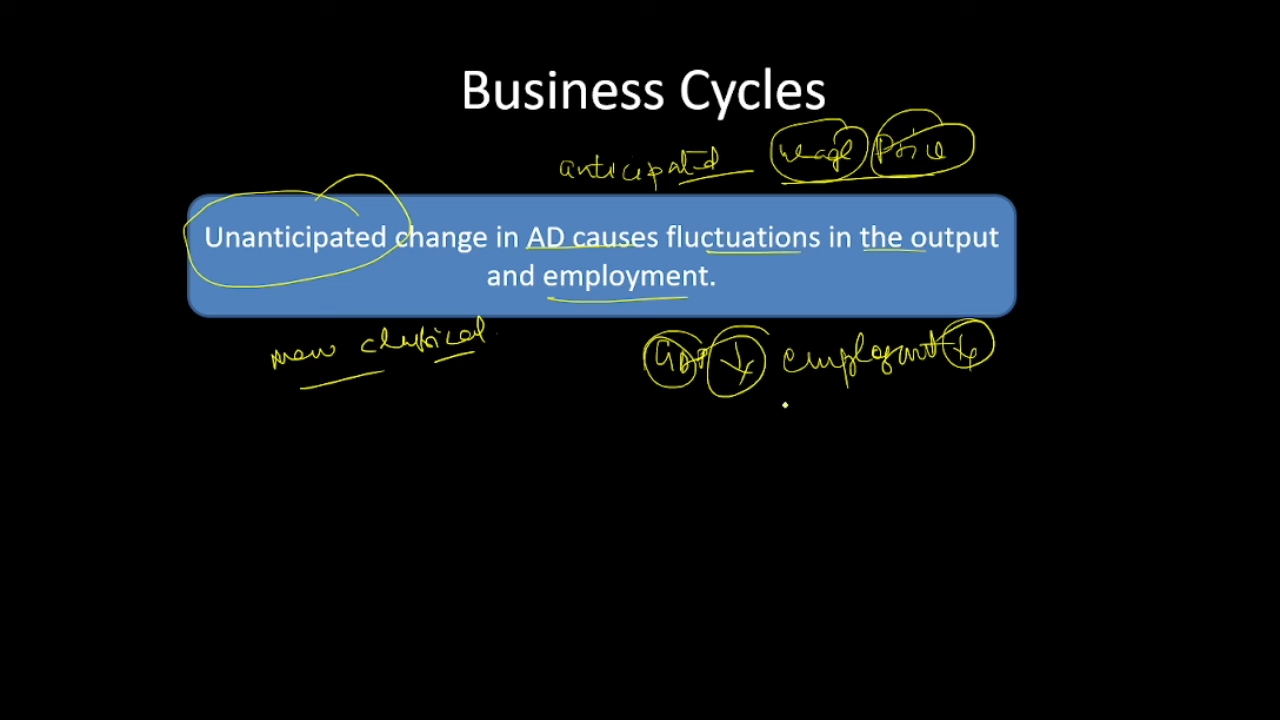 Business Cycles
anticipated wage Price
Unanticipated change in AD causes fluctuations in the output
and employment.
new classical
GDP ↓ employment ↓